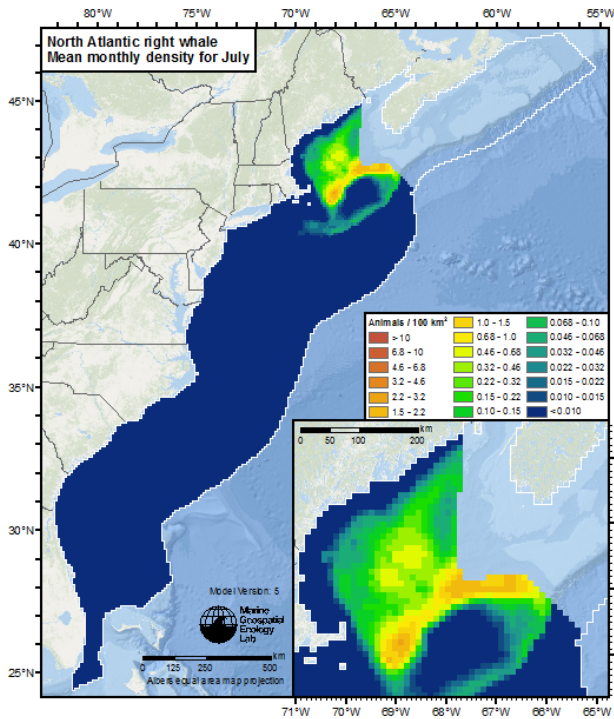 80°W 75°W 70°W 65°W 60°W 55°W
North Atlantic right whale
Mean monthly density for July
45°N
40°N
35°N
30°N
25°N
Animals / 100 km²
>10
6.8 - 10
4.6 - 6.8
3.2 - 4.6
2.2 - 3.2
1.5 - 2.2
1.0 - 1.5
0.68 - 1.0
0.46 - 0.68
0.32 - 0.46
0.22 - 0.32
0.15 - 0.22
0.10 - 0.15
0.068 - 0.10
0.046 - 0.068
0.032 - 0.046
0.022 - 0.032
0.015 - 0.022
0.010 - 0.015
<0.010
km
0 50 100 200
Model Version: 5
Marine
Geospatial
Ecology
Lab
km
0 125 250 500
Albers equal area map projection
71°W 70°W 69°W 68°W 67°W 66°W 65°W